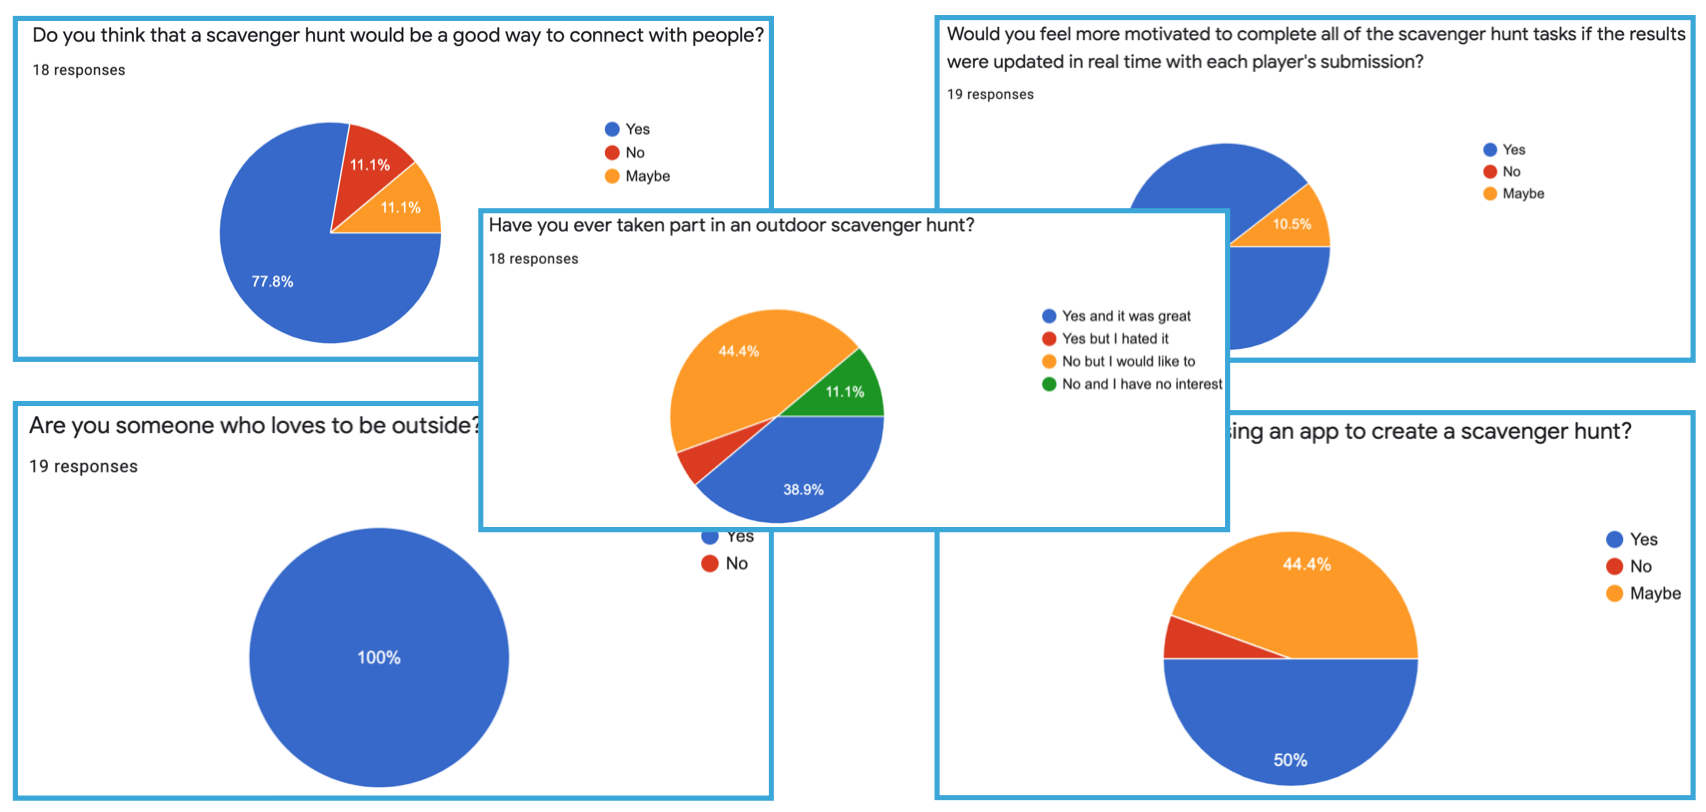 Do you think that a scavenger hunt would be a good way to connect with people?
18 responses
Yes
No
Maybe
11.1%
11.1%
77.8%
Would you feel more motivated to complete all of the scavenger hunt tasks if the results
were updated in real time with each player's submission?
19 responses
Yes
No
Maybe
10.5%
Have you ever taken part in an outdoor scavenger hunt?
18 responses
Yes and it was great
Yes but I hated it
No but I would like to
No and I have no interest
44.4%
11.1%
38.9%
Are you someone who loves to be outside?
19 responses
Yes
No
100%
an app to create a scavenger hunt?
Yes
No
Maybe
44.4%
50%